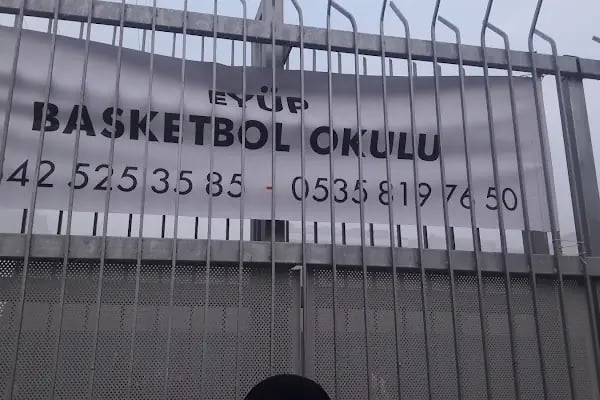 EYÜP
BASKETBOL OKULU
42 525 35 85 - 0535 819 76 50